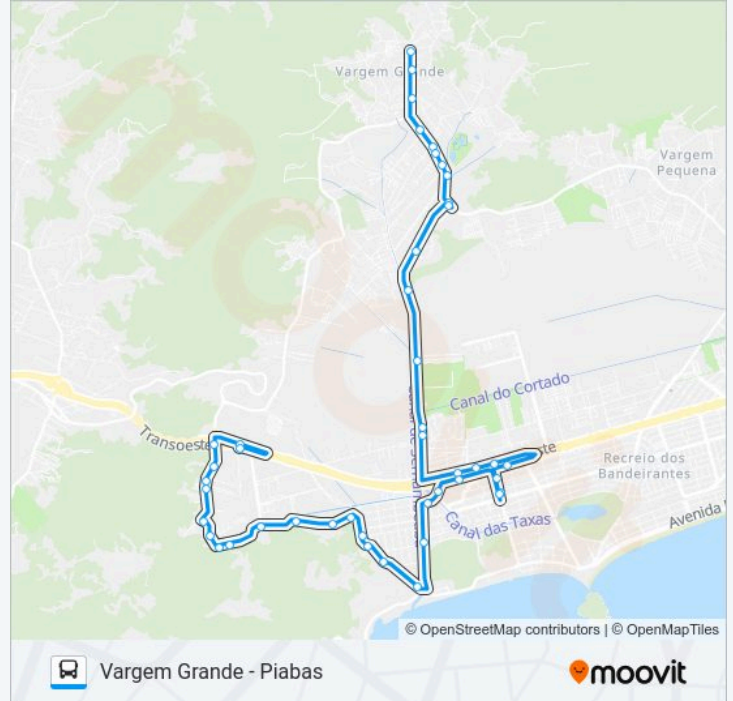 Vargem Grande
Vargem
Pequena
Canal do Cortado
Transoeste
Recreio dos
Bandeirantes
Canal das Taxas
Avenida
© OpenStreetMap contributors | © OpenMapTiles
Vargem Grande - Piabas
moovit